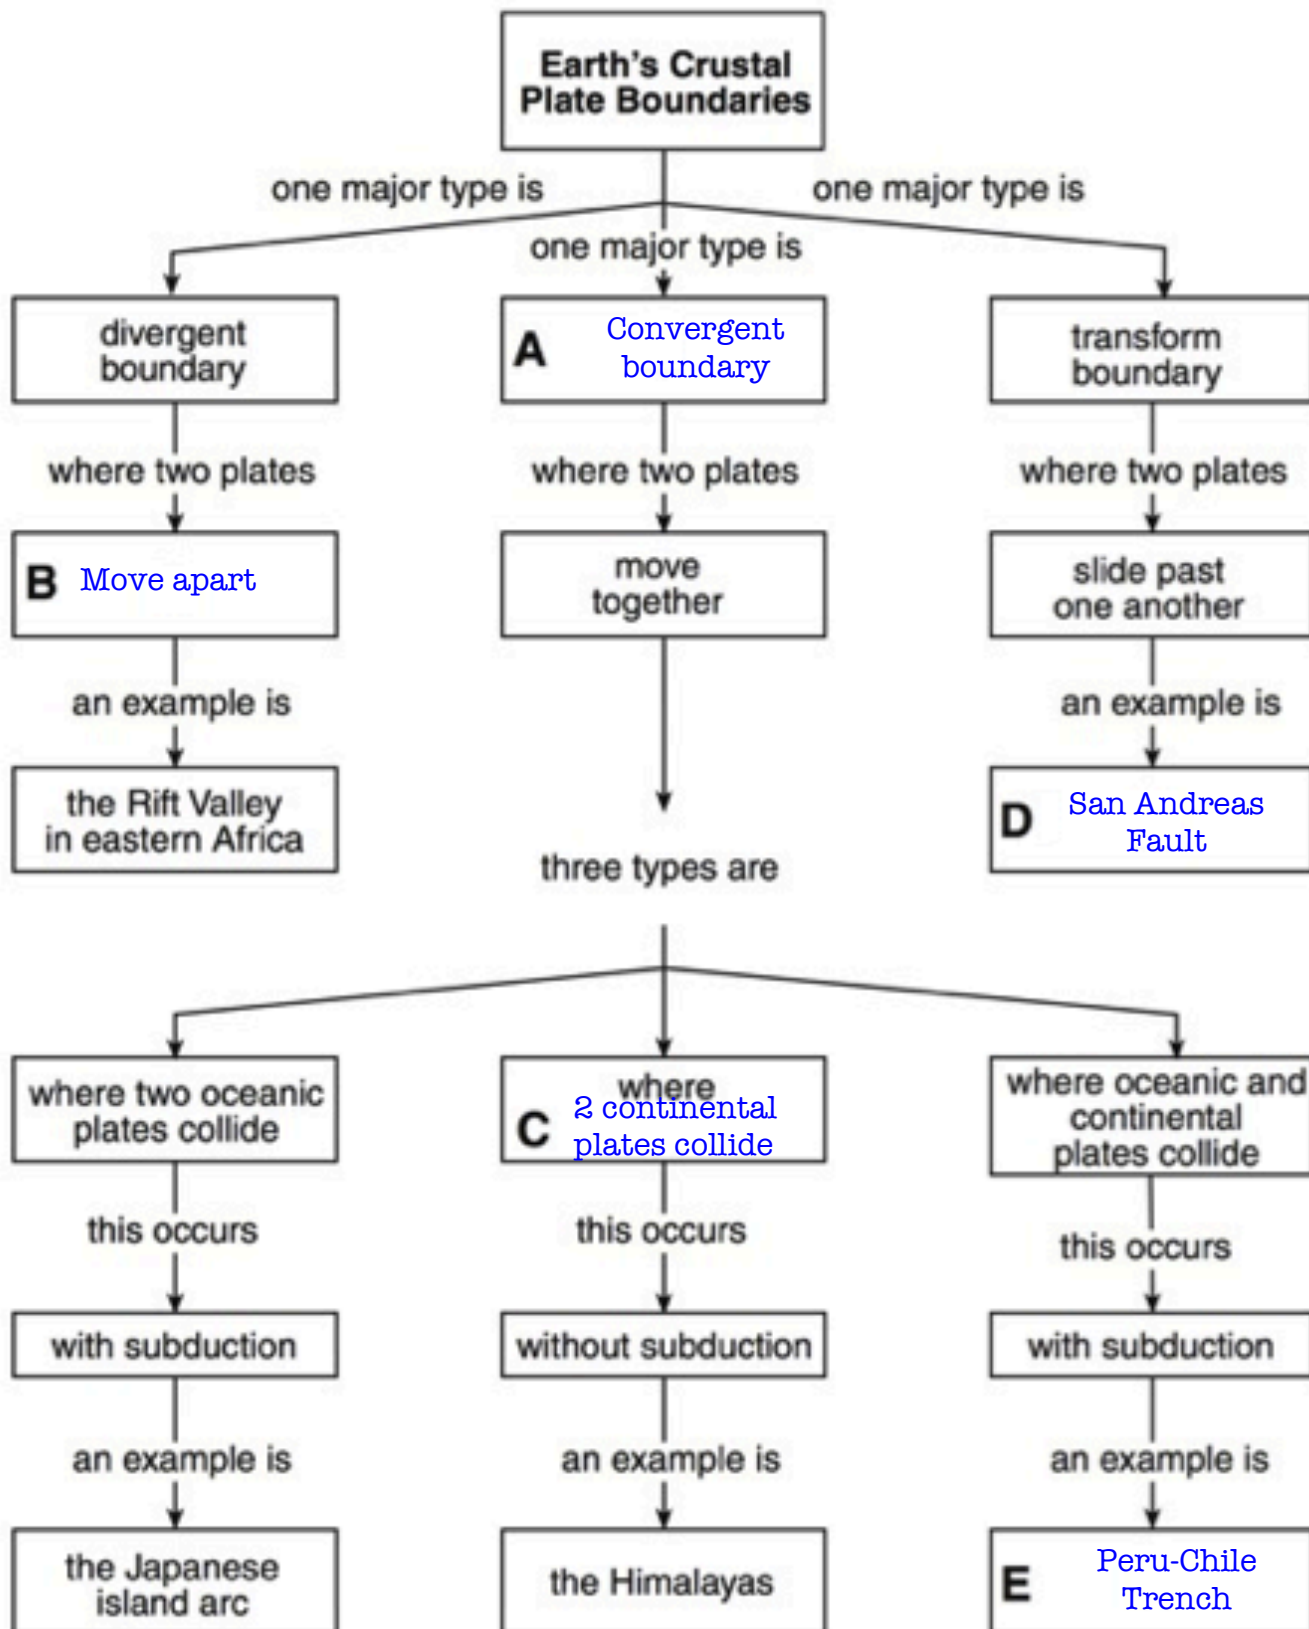 Earth's Crustal
Plate Boundaries
one major type is
one major type is
one major type is
divergent
boundary
A
Convergent
boundary
transform
boundary
where two plates
where two plates
where two plates
B
Move apart
move
together
slide past
one another
an example is
an example is
the Rift Valley
in eastern Africa
D
San Andreas
Fault
three types are
where two oceanic
plates collide
where
C
2 continental
plates collide
where oceanic and
continental
plates collide
this occurs
this occurs
this occurs
with subduction
without subduction
with subduction
an example is
an example is
an example is
the Japanese
island arc
the Himalayas
E
Peru-Chile
Trench